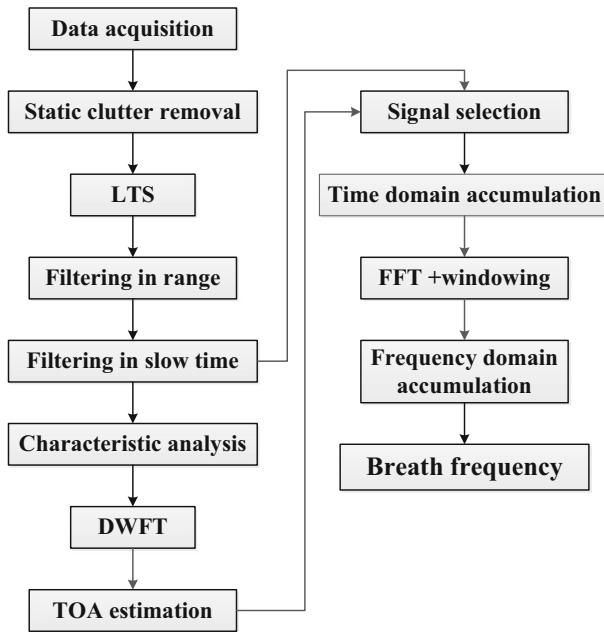 Data acquisition
Static clutter removal
LTS
Filtering in range
Filtering in slow time
Characteristic analysis
DWFT
TOA estimation
Signal selection
Time domain accumulation
FFT +windowing
Frequency domain
accumulation
Breath frequency